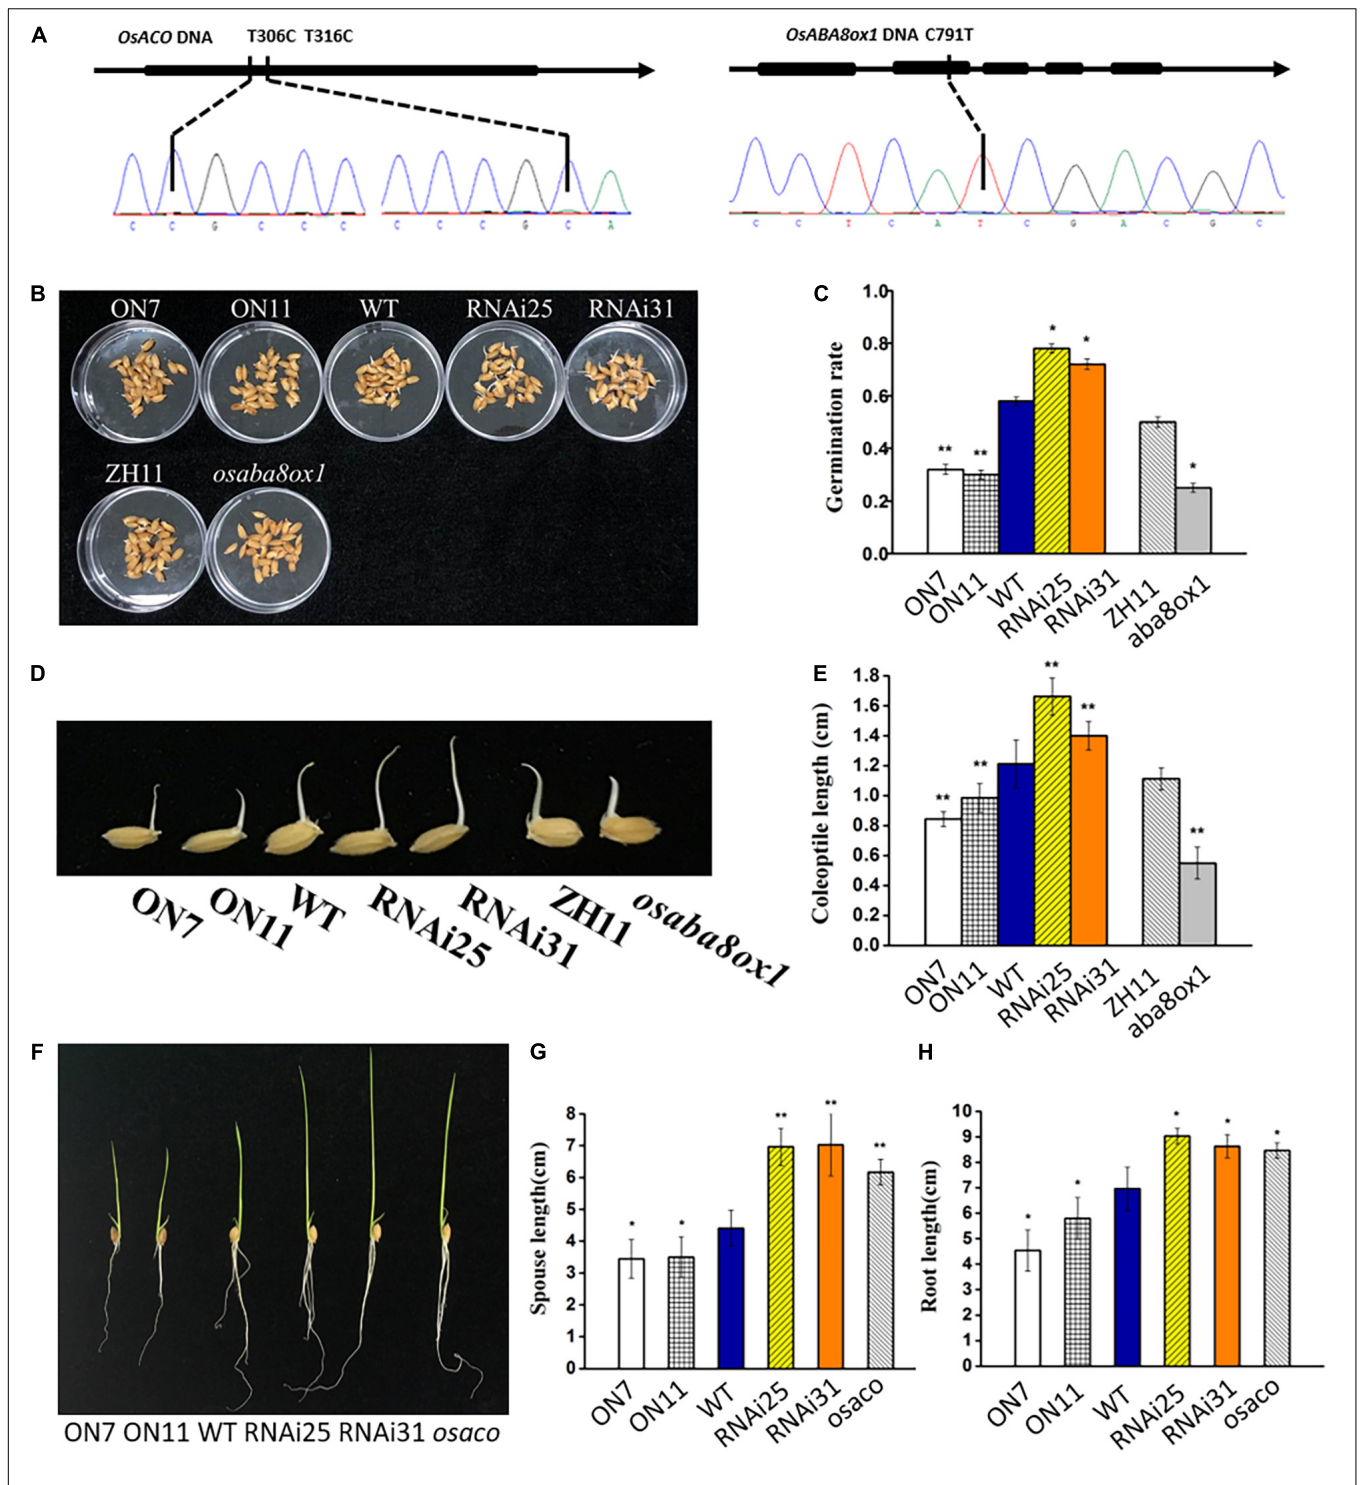 A
OsACO DNA T306C T316C
OsABA8ox1 DNA C791T
C C G C C C C C C G C A
C C T C A T C G A C G C
B
ON7 ON11 WT RNAi25 RNAi31
ZH11 osaba8ox1
C
Germination rate
1.0
0.8
0.6
0.4
0.2
0.0
** ** * * *
ON7 ON11 WT RNAi25 RNAi31 ZH11 aba8ox1
D
ON7 ON11 WT RNAi25 RNAi31 ZH11 osaba8ox1
E
Coleoptile length (cm)
1.8
1.6
1.4
1.2
1.0
0.8
0.6
0.4
0.2
0.0
** ** ** ** **
ON7 ON11 WT RNAi25 RNAi31 ZH11 aba8ox1
F
ON7 ON11 WT RNAi25 RNAi31 osaco
G
Spouse length(cm)
8
7
6
5
4
3
2
1
0
* * ** ** **
ON7 ON11 WT RNAi25 RNAi31 osaco
H
Root length(cm)
10
9
8
7
6
5
4
3
2
1
0
* * * * *
ON7 ON11 WT RNAi25 RNAi31 osaco